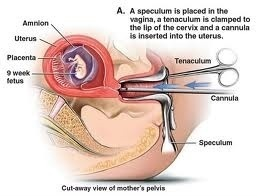 A. A speculum is placed in the
vagina, a tenaculum is clamped to
the lip of the cervix and a cannula
is inserted into the uterus.
Amnion
Uterus
Placenta
9 week
fetus
Tenaculum
Cannula
Speculum
Cut-away view of mother's pelvis